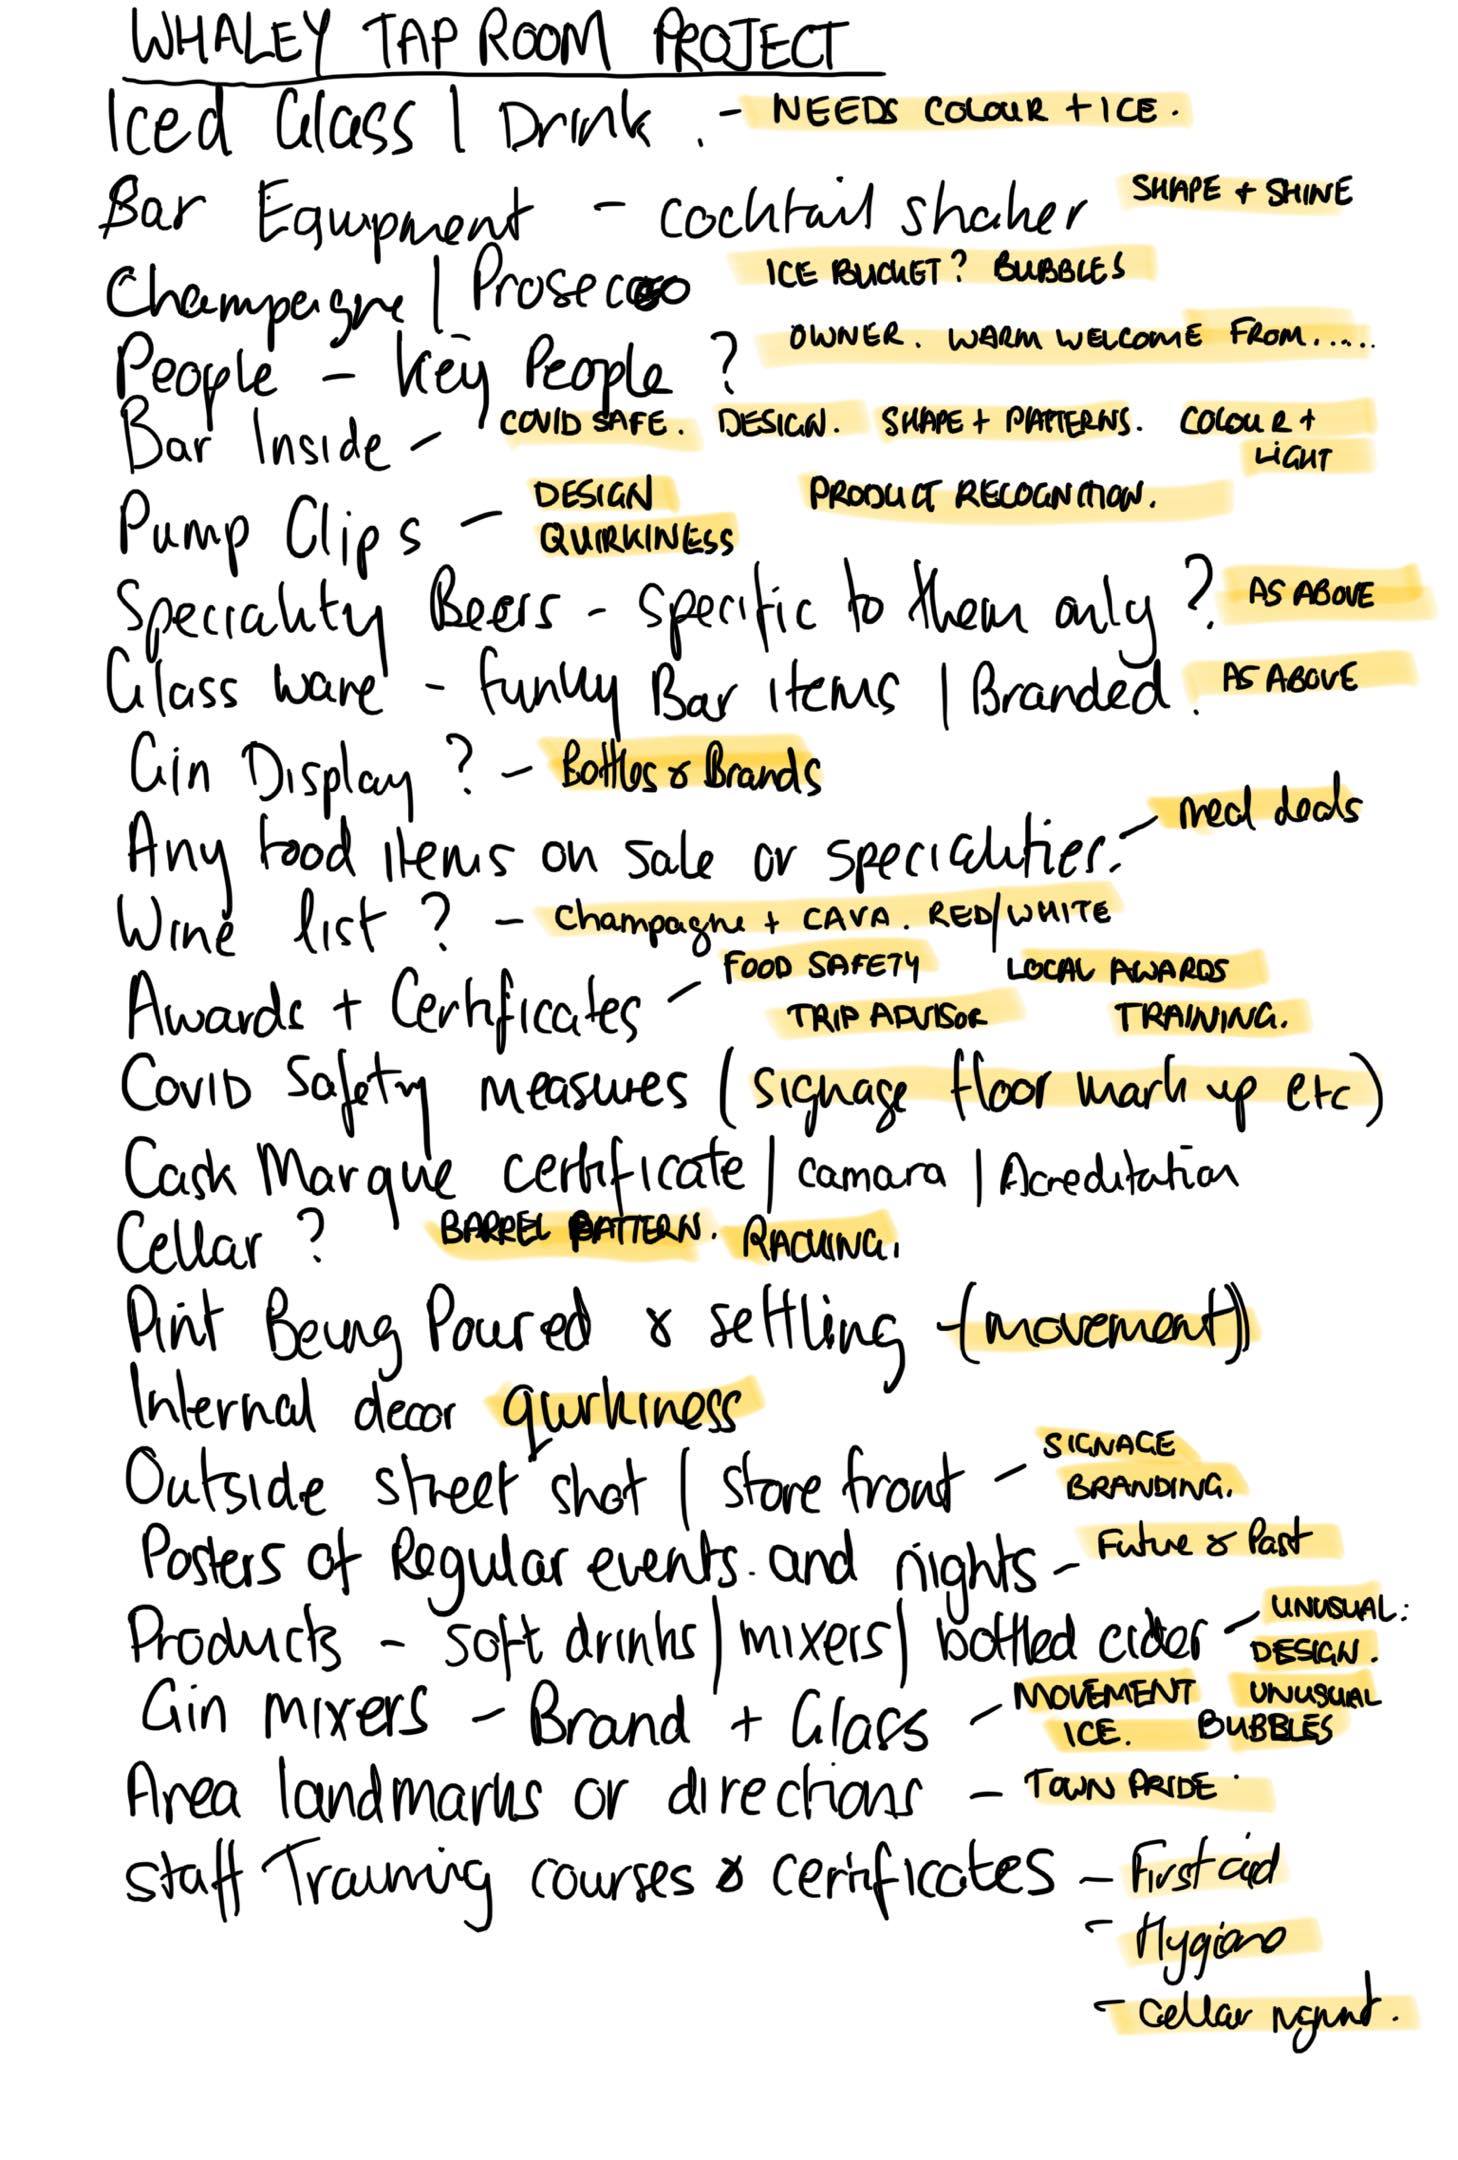 WHALEY TAP ROOM PROJECT
Iced Glass | Drink. - NEEDS COLOUR + ICE.
Bar Equipment - cocktail shaker SHAPE + SHINE
Champagne | Prosecco ICE BUCKET? BUBBLES
People - Key People? OWNER. WARM WELCOME FROM.....
Bar Inside - COVID SAFE. DESIGN. SHAPE + PATTERNS. COLOUR +
LIGHT
Pump Clips - DESIGN PRODUCT RECOGNITION.
QUIRKINESS
Speciality Beers - specific to them only? AS ABOVE
Glass ware - funky Bar items | Branded. AS ABOVE
Gin Display? - Bottles & Brands
Any food items on sale or specialities. - meal deals
Wine list? - Champagne + CAVA. RED/WHITE
Awards + Certificates - FOOD SAFETY LOCAL AWARDS
TRIP ADVISOR TRAINING.
COVID Safety measures (signage floor mark up etc)
Cask Marque certificate | camara | Acreditation
Cellar? BARREL PATTERN. RACKING.
Pint Being Poured & settling - (movement)
Internal decor quirkiness
Outside street shot | store front - SIGNAGE
BRANDING.
Posters of Regular events. and nights - Future & Past
Products - soft drinks | mixers | bottled cider - UNUSUAL.
DESIGN.
Gin mixers - Brand + Glass - MOVEMENT UNUSUAL
ICE. BUBBLES
Area landmarks or directions - TOWN PRIDE.
Staff Training courses & certificates - First aid
- Hygiene
- Cellar mgmnt.